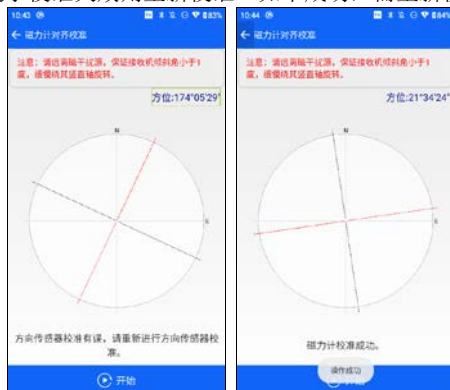 10:43
83%
← 磁力计对齐校准
注意：请远离磁干扰源，保证接收机倾斜角小于5
度，缓慢绕其竖直轴旋转。
方位:174°05'29"
N
E
方向传感器校准有误，请重新进行方向传感器校
准。
开始
10:44
84%
← 磁力计对齐校准
注意：请远离磁干扰源，保证接收机倾斜角小于5
度，缓慢绕其竖直轴旋转。
方位:21°34'24"
N
E
磁力计校准成功。
操作成功